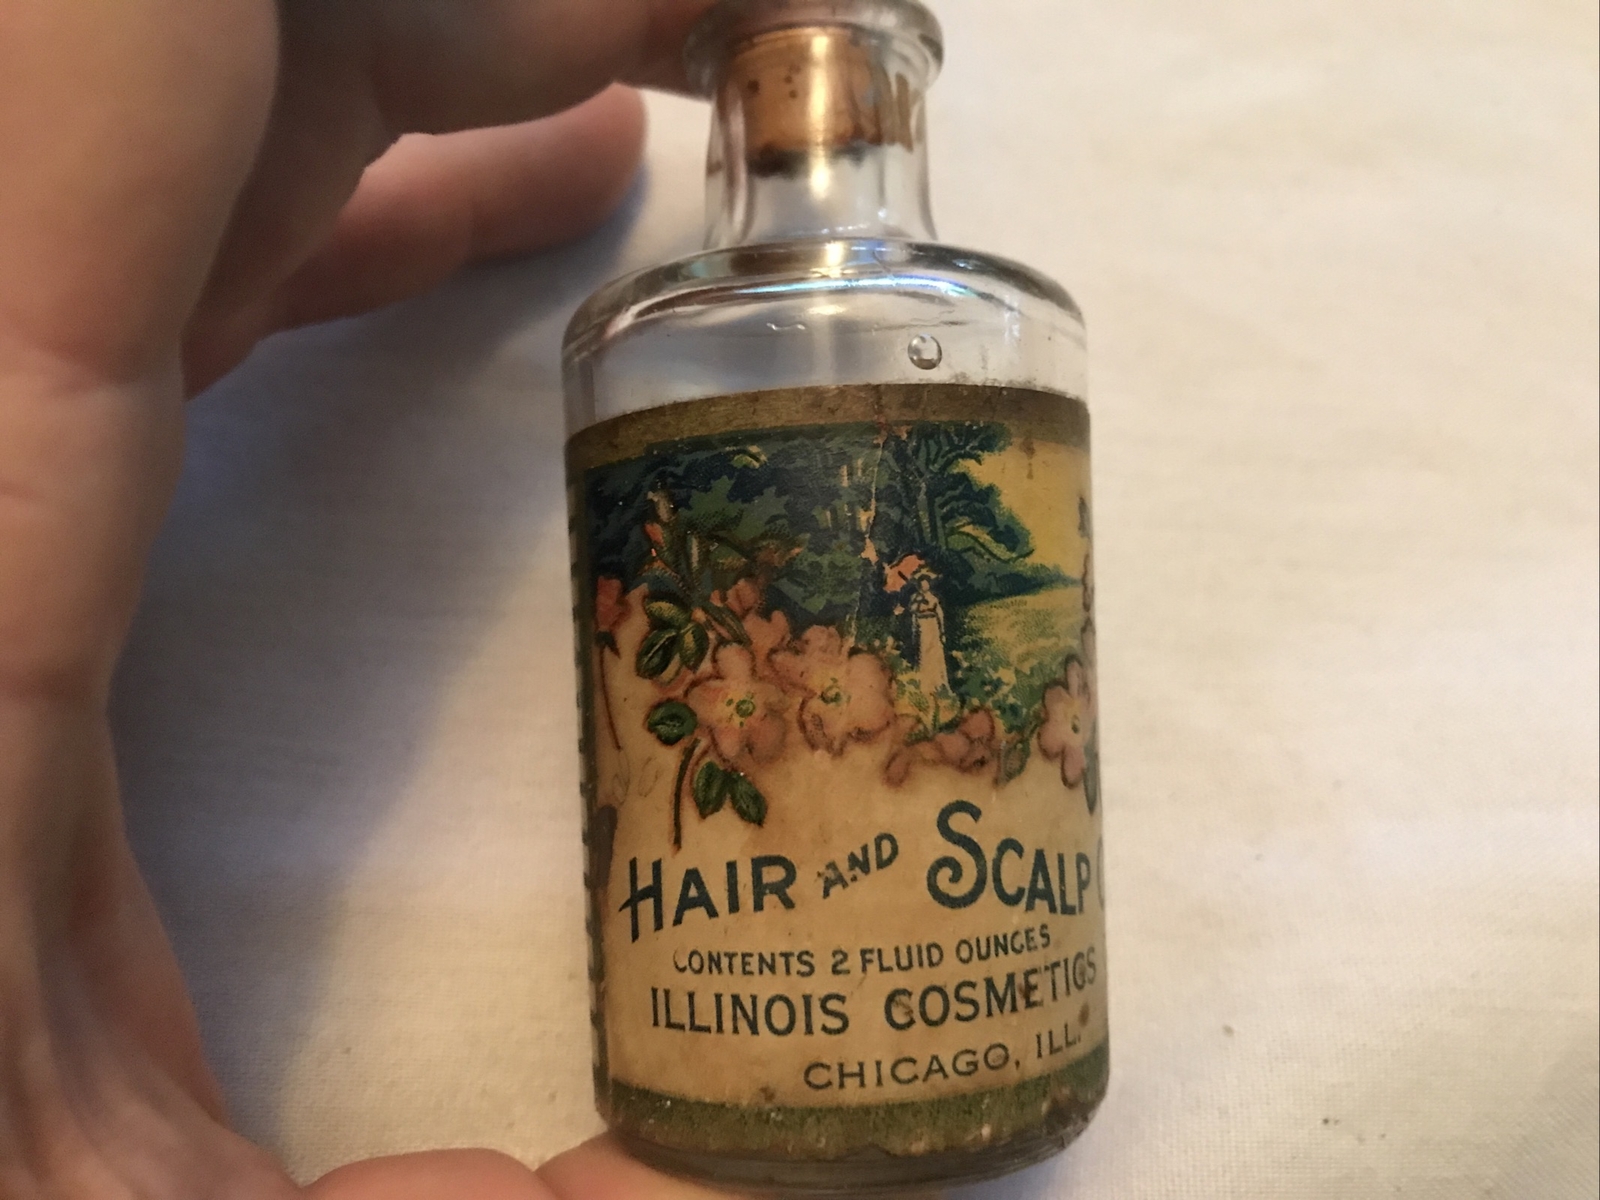 HAIR AND SCALP
CONTENTS 2 FLUID OUNCES
ILLINOIS COSMETICS
CHICAGO, ILL.